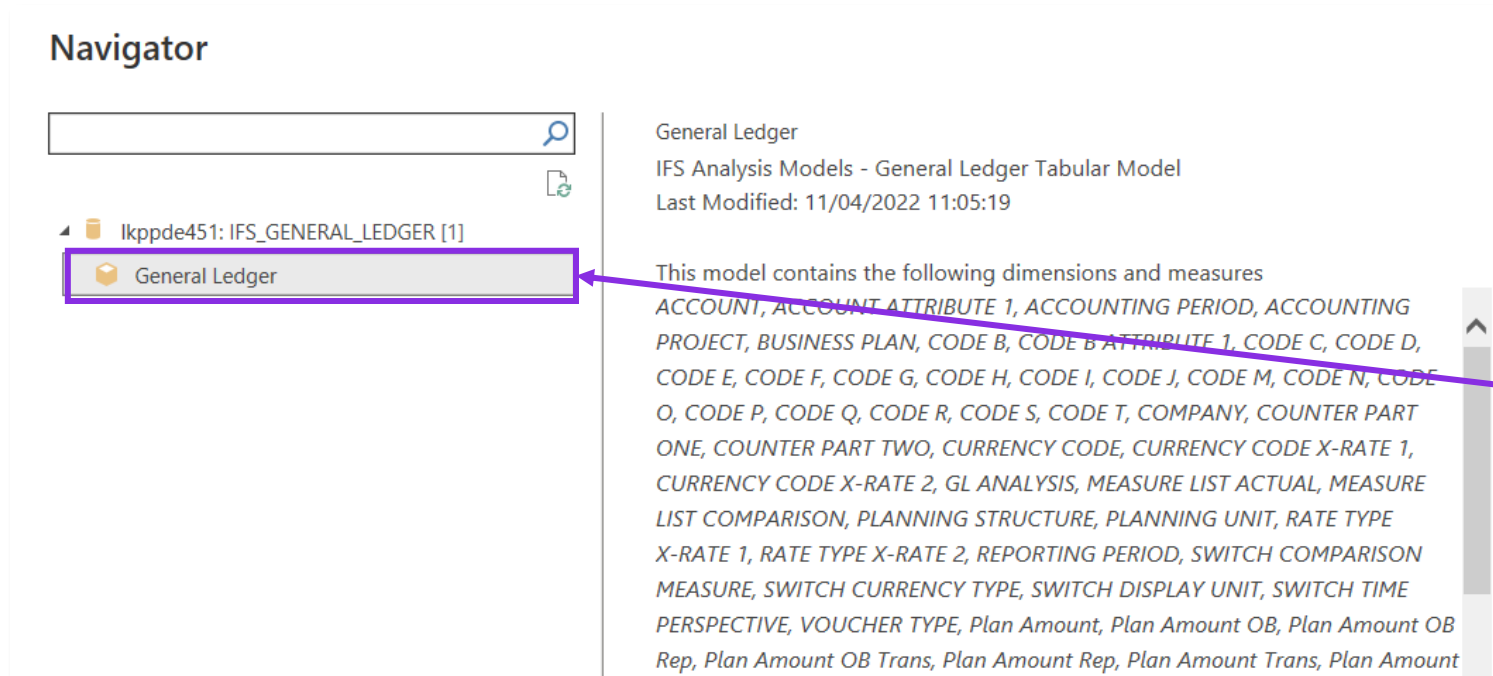 Navigator
lkppde451: IFS_GENERAL_LEDGER [1]
General Ledger
General Ledger
IFS Analysis Models - General Ledger Tabular Model
Last Modified: 11/04/2022 11:05:19
This model contains the following dimensions and measures
ACCOUNT, ACCOUNT ATTRIBUTE 1, ACCOUNTING PERIOD, ACCOUNTING
PROJECT, BUSINESS PLAN, CODE B, CODE B ATTRIBUTE 1, CODE C, CODE D,
CODE E, CODE F, CODE G, CODE H, CODE I, CODE J, CODE M, CODE N, CODE
O, CODE P, CODE Q, CODE R, CODE S, CODE T, COMPANY, COUNTER PART
ONE, COUNTER PART TWO, CURRENCY CODE, CURRENCY CODE X-RATE 1,
CURRENCY CODE X-RATE 2, GL ANALYSIS, MEASURE LIST ACTUAL, MEASURE
LIST COMPARISON, PLANNING STRUCTURE, PLANNING UNIT, RATE TYPE
X-RATE 1, RATE TYPE X-RATE 2, REPORTING PERIOD, SWITCH COMPARISON
MEASURE, SWITCH CURRENCY TYPE, SWITCH DISPLAY UNIT, SWITCH TIME
PERSPECTIVE, VOUCHER TYPE, Plan Amount, Plan Amount OB, Plan Amount OB
Rep, Plan Amount OB Trans, Plan Amount Rep, Plan Amount Trans, Plan Amount